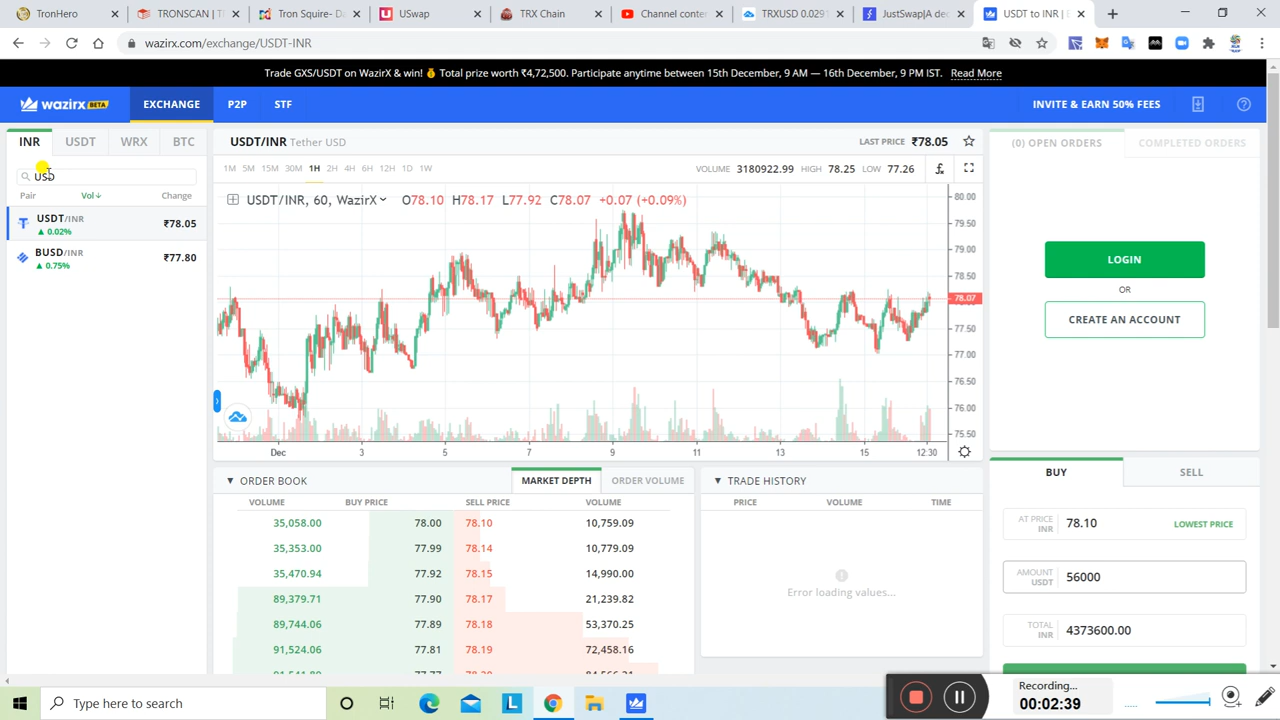 TronHero
TRONSCAN | T
Z-Squire- Da
USwap
TRX Chain
Channel conte
TRXUSD 0.029
JustSwap|A de
USDT to INR |
wazirx.com/exchange/USDT-INR
Trade GXS/USDT on WazirX & win! Total prize worth ₹4,72,500. Participate anytime between 15th December, 9 AM — 16th December, 9 PM IST. Read More
wazirx BETA EXCHANGE P2P STF INVITE & EARN 50% FEES
INR USDT WRX BTC
USD
Pair Vol↓ Change
USDT/INR ₹78.05
▲ 0.02%
BUSD/INR ₹77.80
▲ 0.75%
USDT/INR Tether USD LAST PRICE ₹78.05
1M 5M 15M 30M 1H 2H 4H 6H 12H 1D 1W VOLUME 3180922.99 HIGH 78.25 LOW 77.26
USDT/INR, 60, WazirX O78.10 H78.17 L77.92 C78.07 +0.07 (+0.09%)
80.00
79.50
79.00
78.50
78.07
77.50
77.00
76.50
76.00
75.50
Dec 3 5 7 9 11 13 15 12:30
(0) OPEN ORDERS COMPLETED ORDERS
LOGIN
OR
CREATE AN ACCOUNT
ORDER BOOK MARKET DEPTH ORDER VOLUME
VOLUME BUY PRICE SELL PRICE VOLUME
35,058.00 78.00 78.10 10,759.09
35,353.00 77.99 78.14 10,779.09
35,470.94 77.92 78.15 14,990.00
89,379.71 77.90 78.17 21,239.82
89,744.06 77.89 78.18 53,370.25
91,524.06 77.81 78.19 72,458.16
TRADE HISTORY
PRICE VOLUME TIME
Error loading values...
BUY SELL
AT PRICE INR 78.10 LOWEST PRICE
AMOUNT USDT 56000
TOTAL INR 4373600.00
Type here to search
Recording...
00:02:39